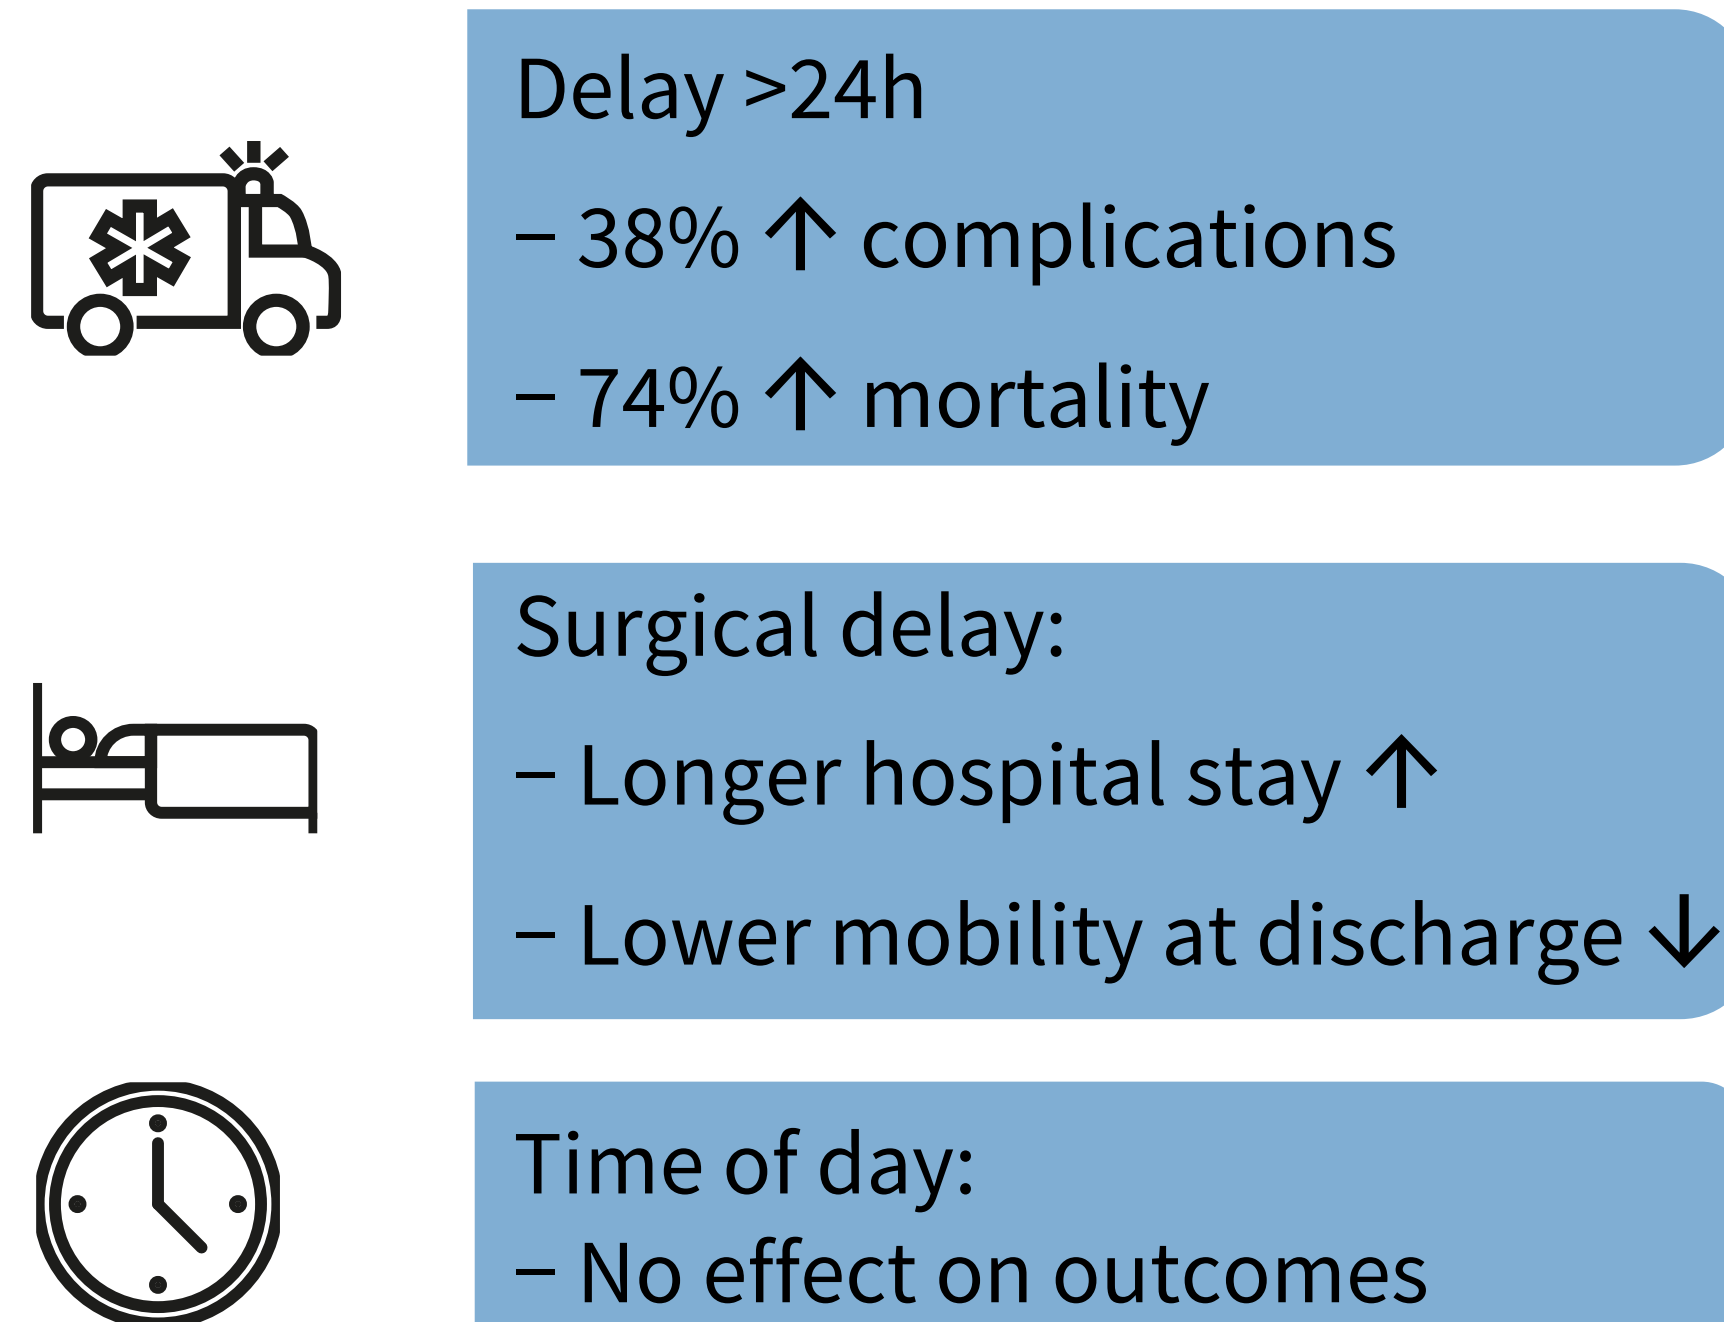 Delay >24h
– 38% ↑ complications
– 74% ↑ mortality
Surgical delay:
– Longer hospital stay ↑
– Lower mobility at discharge ↓
Time of day:
– No effect on outcomes